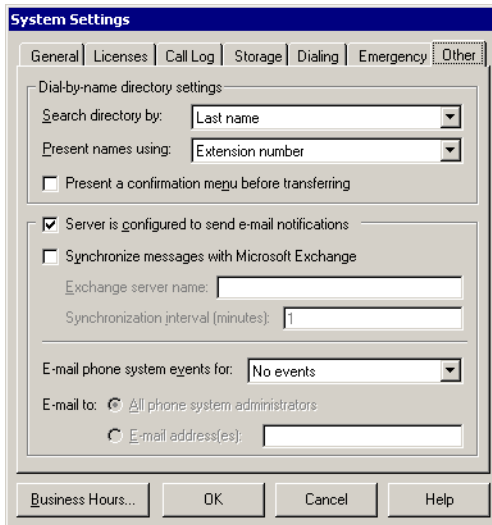 System Settings
General Licenses Call Log Storage Dialing Emergency Other
Dial-by-name directory settings
Search directory by: Last name
Present names using: Extension number
Present a confirmation menu before transferring
Server is configured to send e-mail notifications
Synchronize messages with Microsoft Exchange
Exchange server name:
Synchronization interval (minutes): 1
E-mail phone system events for: No events
E-mail to: All phone system administrators
E-mail address(es):
Business Hours... OK Cancel Help